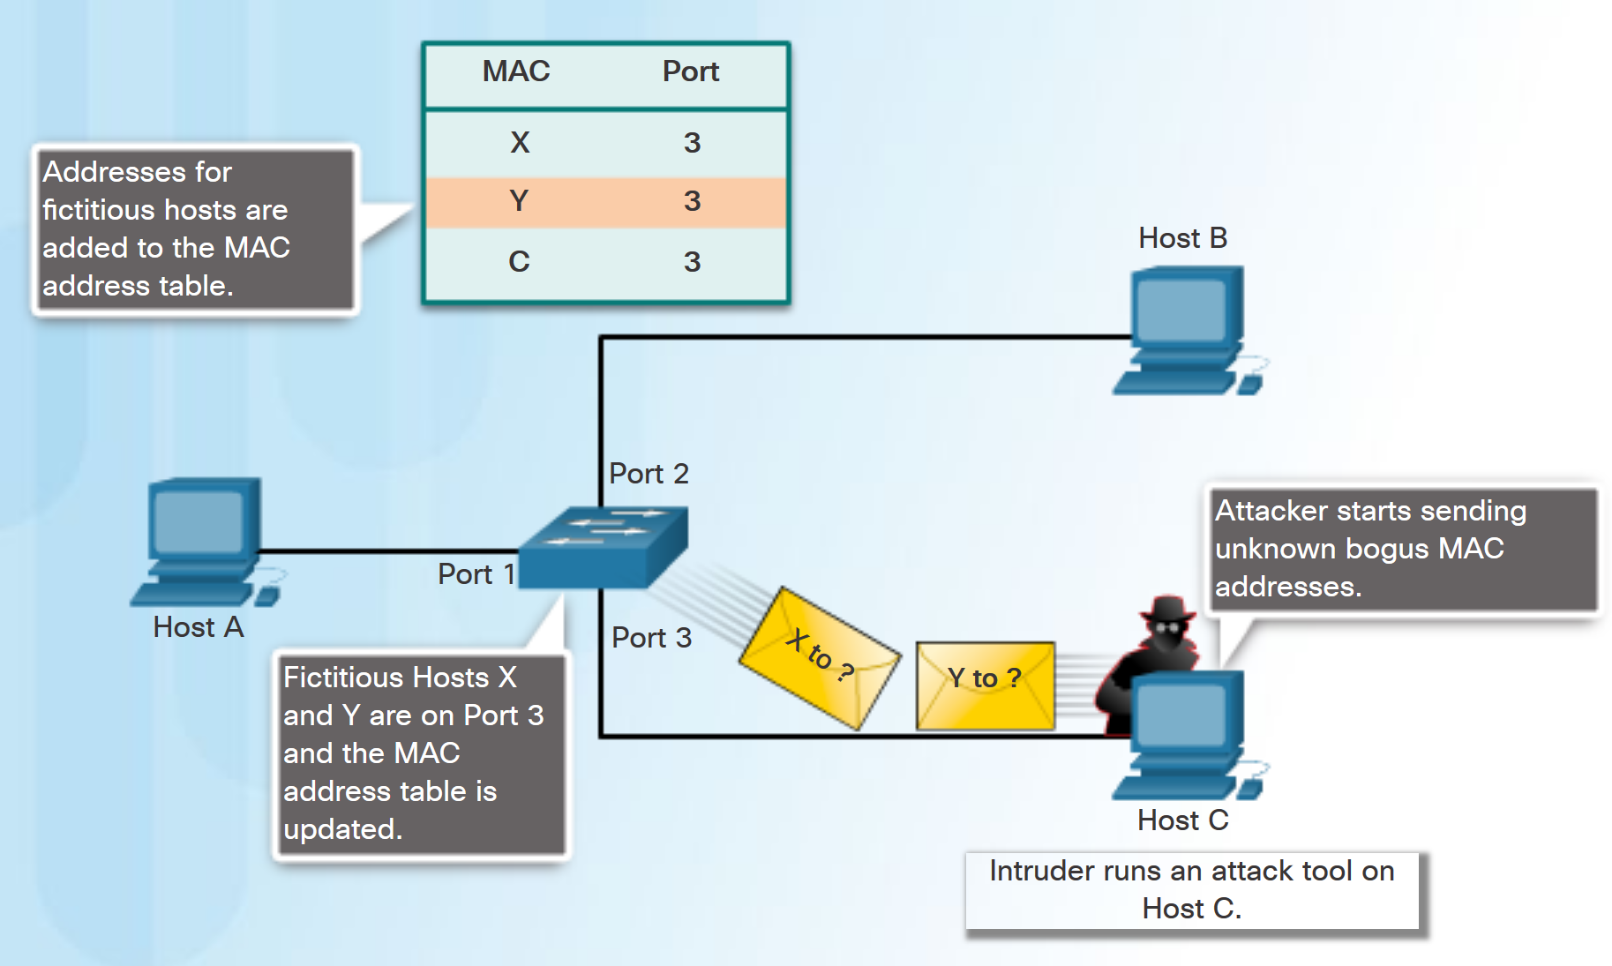 MAC Port
X 3
Y 3
C 3
Addresses for
fictitious hosts are
added to the MAC
address table.
Host B
Port 2
Port 1
Host A
Port 3
Attacker starts sending
unknown bogus MAC
addresses.
X to ?
Y to ?
Fictitious Hosts X
and Y are on Port 3
and the MAC
address table is
updated.
Host C
Intruder runs an attack tool on
Host C.